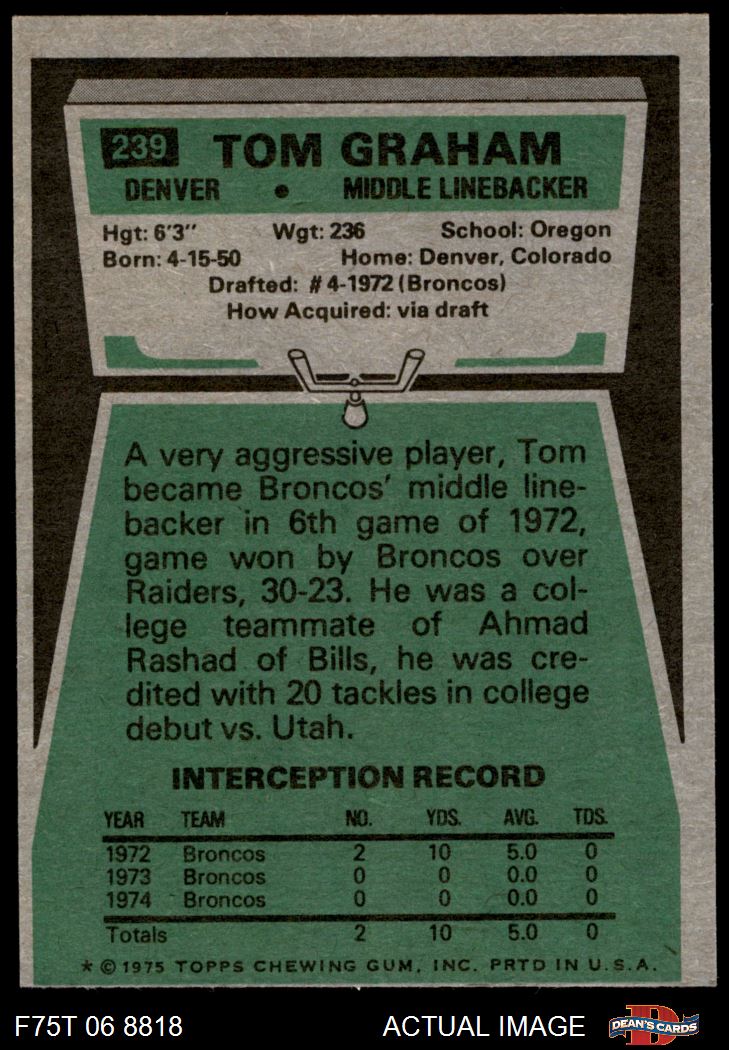 239 TOM GRAHAM
DENVER • MIDDLE LINEBACKER
Hgt: 6'3" Wgt: 236 School: Oregon
Born: 4-15-50 Home: Denver, Colorado
Drafted: #4-1972 (Broncos)
How Acquired: via draft
A very aggressive player, Tom
became Broncos' middle line-
backer in 6th game of 1972,
game won by Broncos over
Raiders, 30-23. He was a col-
lege teammate of Ahmad
Rashad of Bills, he was cre-
dited with 20 tackles in college
debut vs. Utah.
INTERCEPTION RECORD
YEAR TEAM NO. YDS. AVG. TDS.
1972 Broncos 2 10 5.0 0
1973 Broncos 0 0 0.0 0
1974 Broncos 0 0 0.0 0
Totals 2 10 5.0 0
* © 1975 TOPPS CHEWING GUM, INC. PRTD IN U.S.A.
F75T 06 8818 ACTUAL IMAGE D DEAN'S CARDS